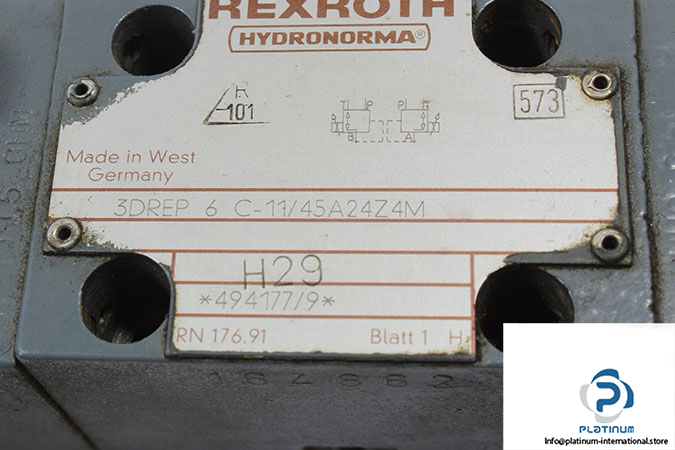 REXROTH
HYDRONORMA®
R
101
T P P T
B A
573
Made in West
Germany
3DREP 6 C-11/45A24Z4M
H29
*494177/9*
RN 176.91 Blatt 1 H
164862
PLATINUM
info@platinum-international.store